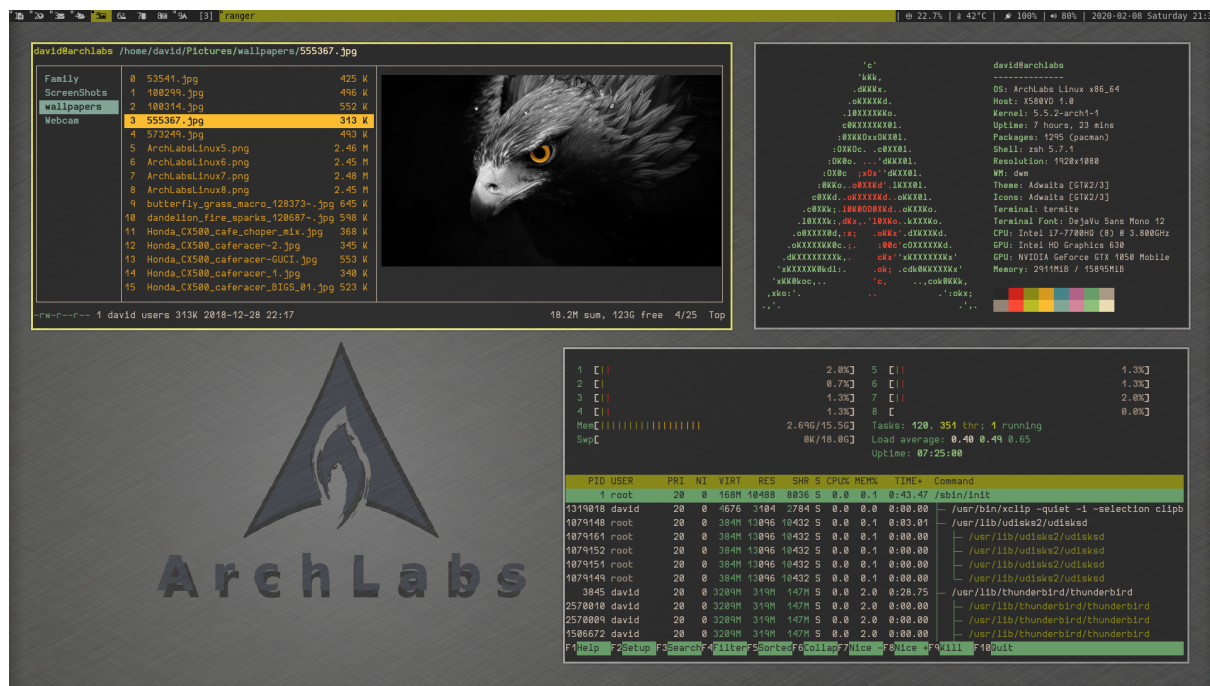 [3] ranger | 22.7% | 42°C | 100% | 80% | 2020-02-08 Saturday 21:
david@archlabs /home/david/Pictures/wallpapers/555367.jpg
Family
ScreenShots
wallpapers
Webcam
0 53541.jpg 425 K
1 100299.jpg 496 K
2 100314.jpg 552 K
3 555367.jpg 313 K
4 573249.jpg 493 K
5 ArchLabsLinux5.png 2.46 M
6 ArchLabsLinux6.png 2.45 M
7 ArchLabsLinux7.png 2.48 M
8 ArchLabsLinux8.png 2.45 M
9 butterfly_grass_macro_128373~.jpg 645 K
10 dandelion_fire_sparks_120687~.jpg 598 K
11 Honda_CX500_cafe_choper_mix.jpg 368 K
12 Honda_CX500_caferacer-2.jpg 345 K
13 Honda_CX500_caferacer-GUCI.jpg 553 K
14 Honda_CX500_caferacer_1.jpg 340 K
15 Honda_CX500_caferacer_BIGS_01.jpg 523 K
-rw-r--r-- 1 david users 313K 2018-12-28 22:17 18.2M sum, 123G free 4/25 Top
david@archlabs
--------------
OS: ArchLabs Linux x86_64
Host: X580VD 1.0
Kernel: 5.5.2-arch1-1
Uptime: 7 hours, 23 mins
Packages: 1295 (pacman)
Shell: zsh 5.7.1
Resolution: 1920x1080
WM: dwm
Theme: Adwaita [GTK2/3]
Icons: Adwaita [GTK2/3]
Terminal: termite
Terminal Font: DejaVu Sans Mono 12
CPU: Intel i7-7700HQ (8) @ 3.800GHz
GPU: Intel HD Graphics 630
GPU: NVIDIA GeForce GTX 1050 Mobile
Memory: 2911MiB / 15895MiB
ArchLabs
1 [|| 2.0%] 5 [|| 1.3%]
2 [| 0.7%] 6 [|| 1.3%]
3 [|| 1.3%] 7 [|| 2.0%]
4 [|| 1.3%] 8 [ 0.0%]
Mem[|||||||||||||||||| 2.69G/15.5G] Tasks: 120, 351 thr; 1 running
Swp[ 0K/18.0G] Load average: 0.40 0.49 0.65
Uptime: 07:25:00
PID USER PRI NI VIRT RES SHR S CPU% MEM% TIME+ Command
1 root 20 0 168M 10488 8036 S 0.0 0.1 0:43.47 /sbin/init
1319018 david 20 0 4676 3104 2784 S 0.0 0.0 0:00.00 ├─ /usr/bin/xclip -quiet -i -selection clipb
1079148 root 20 0 384M 13096 10432 S 0.0 0.1 0:03.01 ├─ /usr/lib/udisks2/udisksd
1079161 root 20 0 384M 13096 10432 S 0.0 0.1 0:00.00 │ ├─ /usr/lib/udisks2/udisksd
1079152 root 20 0 384M 13096 10432 S 0.0 0.1 0:00.00 │ ├─ /usr/lib/udisks2/udisksd
1079151 root 20 0 384M 13096 10432 S 0.0 0.1 0:00.00 │ ├─ /usr/lib/udisks2/udisksd
1079149 root 20 0 384M 13096 10432 S 0.0 0.1 0:00.00 │ └─ /usr/lib/udisks2/udisksd
3845 david 20 0 3209M 319M 147M S 0.0 2.0 0:28.75 ├─ /usr/lib/thunderbird/thunderbird
2570010 david 20 0 3209M 319M 147M S 0.0 2.0 0:00.00 │ ├─ /usr/lib/thunderbird/thunderbird
2570009 david 20 0 3209M 319M 147M S 0.0 2.0 0:00.00 │ ├─ /usr/lib/thunderbird/thunderbird
1506672 david 20 0 3209M 319M 147M S 0.0 2.0 0:00.00 │ ├─ /usr/lib/thunderbird/thunderbird
F1Help F2Setup F3SearchF4FilterF5SortedF6CollapF7Nice -F8Nice +F9Kill F10Quit